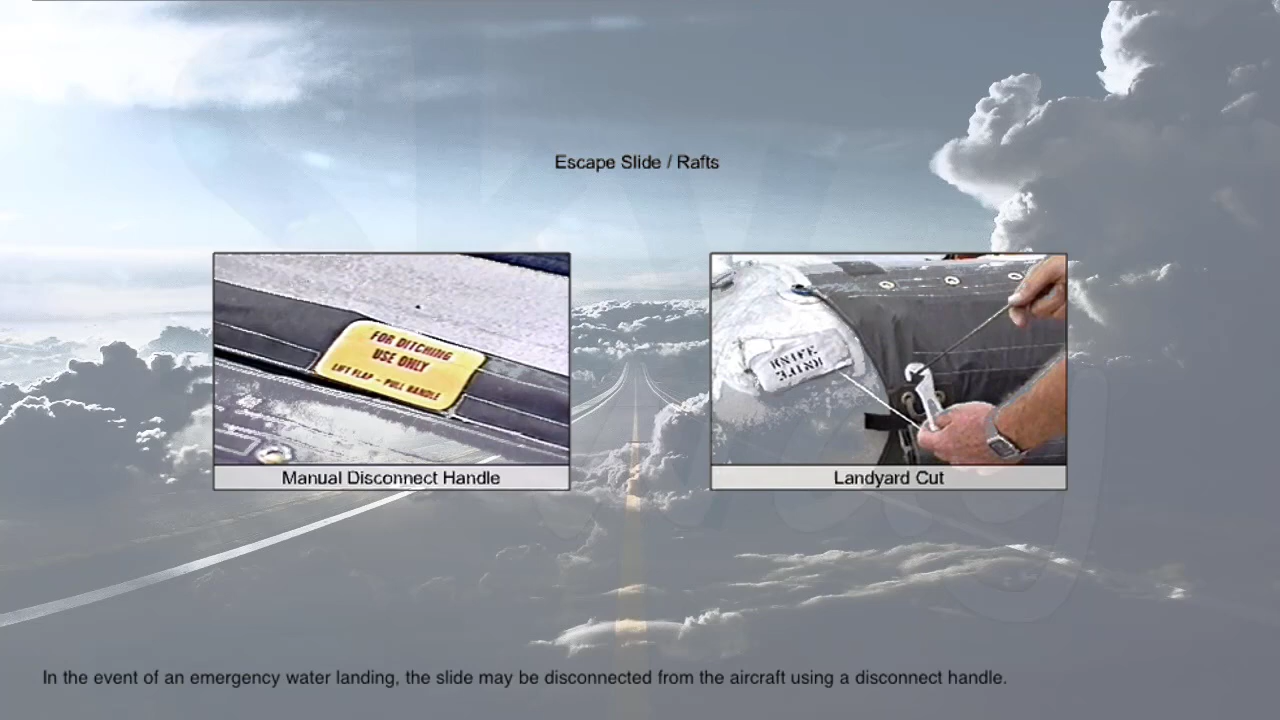 Escape Slide / Rafts
FOR DITCHING
USE ONLY
LIFT FLAP - PULL HANDLE
KNIFE
KNIFE
Manual Disconnect Handle
Landyard Cut
In the event of an emergency water landing, the slide may be disconnected from the aircraft using a disconnect handle.